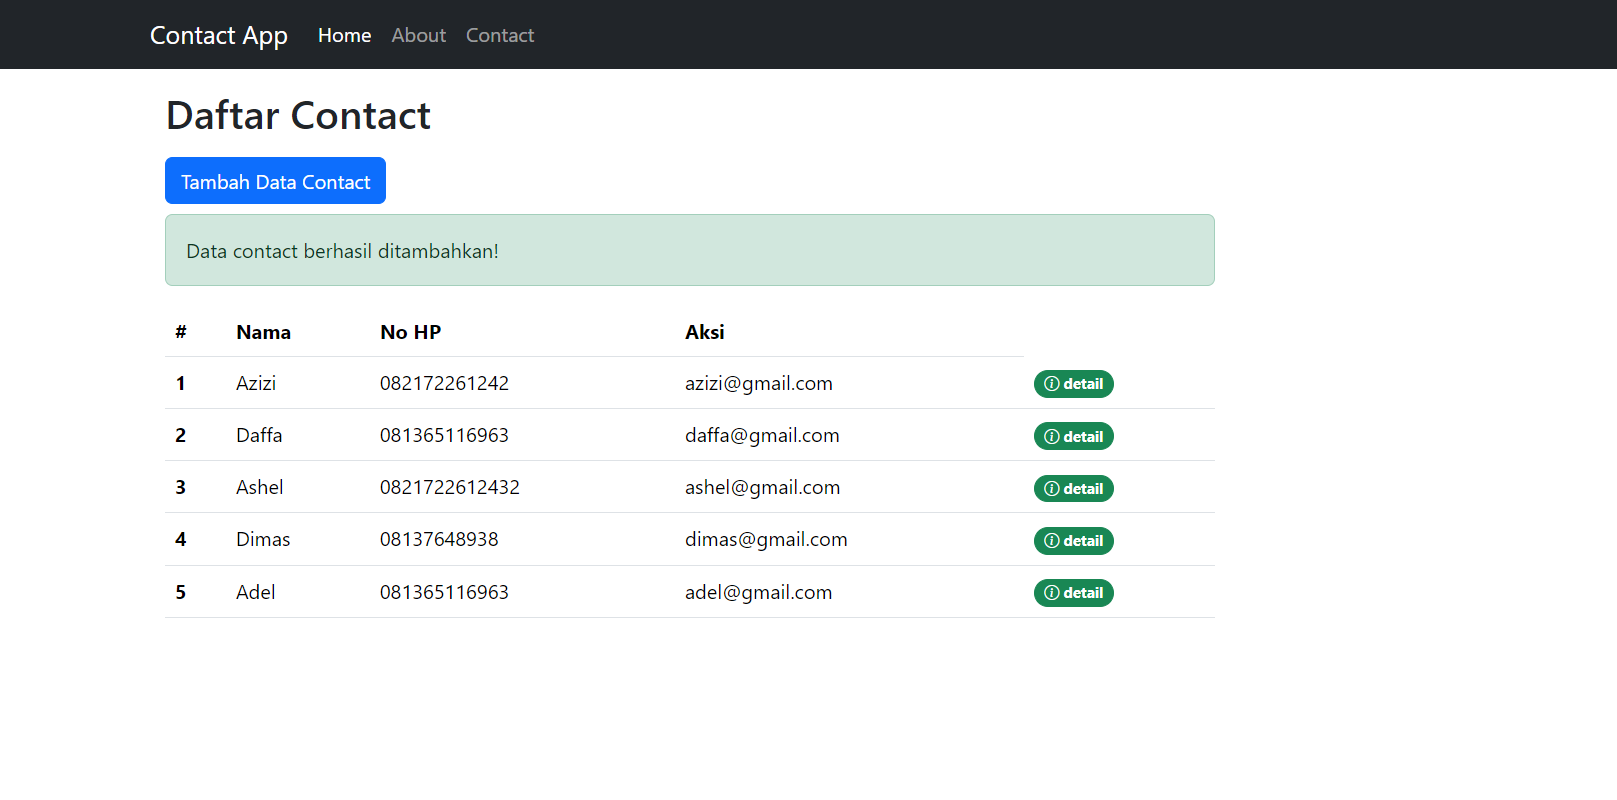 Contact App Home About Contact
Daftar Contact
Tambah Data Contact
Data contact berhasil ditambahkan!
# Nama No HP Aksi
1 Azizi 082172261242 azizi@gmail.com detail
2 Daffa 081365116963 daffa@gmail.com detail
3 Ashel 0821722612432 ashel@gmail.com detail
4 Dimas 08137648938 dimas@gmail.com detail
5 Adel 081365116963 adel@gmail.com detail